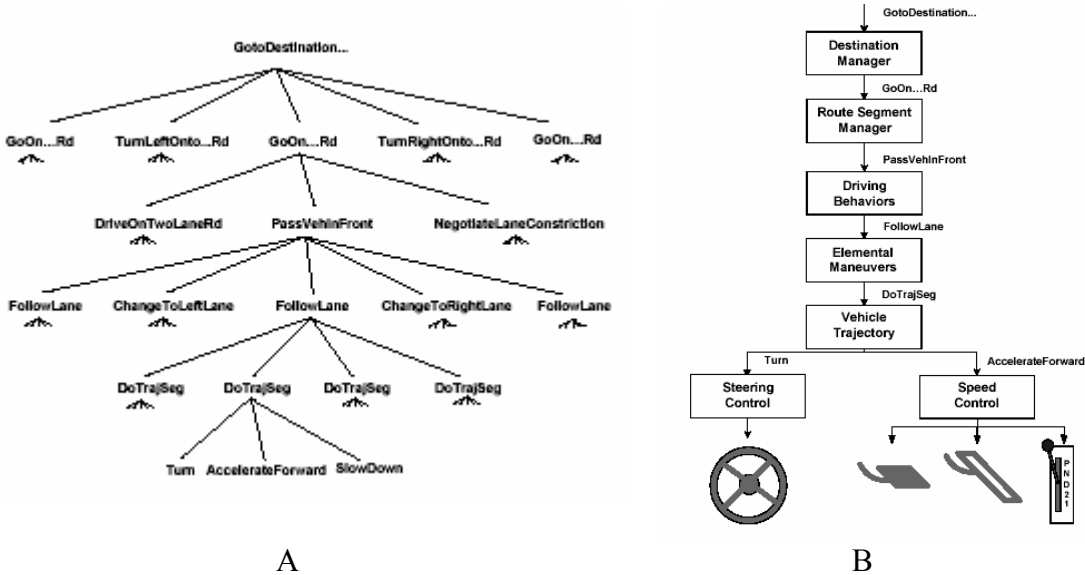 GotoDestination...
GoOn...Rd TurnLeftOnto...Rd GoOn...Rd TurnRightOnto...Rd GoOn...Rd
DriveOnTwoLaneRd PassVehInFront NegotiateLaneConstriction
FollowLane ChangeToLeftLane FollowLane ChangeToRightLane FollowLane
DoTrajSeg DoTrajSeg DoTrajSeg DoTrajSeg
Turn AccelerateForward SlowDown
A
GotoDestination...
Destination
Manager
GoOn...Rd
Route Segment
Manager
PassVehInFront
Driving
Behaviors
FollowLane
Elemental
Maneuvers
DoTrajSeg
Vehicle
Trajectory
Turn AccelerateForward
Steering
Control
Speed
Control
P
N
D
2
1
B